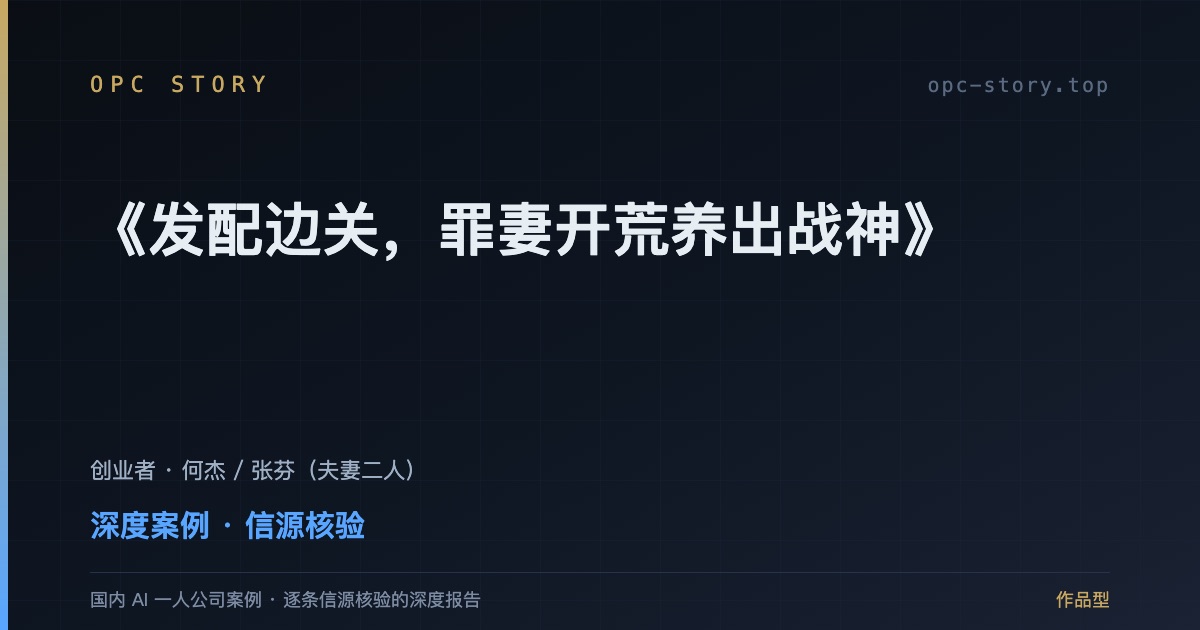 OPC STORY
opc-story.top
《发配边关，罪妻开荒养出战神》
创业者 · 何杰 / 张芬（夫妻二人）
深度案例 · 信源核验
国内 AI 一人公司案例 · 逐条信源核验的深度报告
作品型